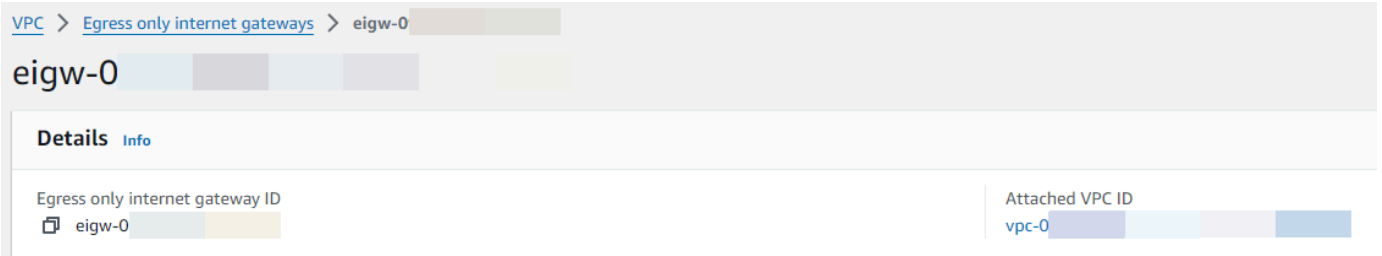 VPC > Egress only internet gateways > eigw-0
eigw-0
Details Info
Egress only internet gateway ID
eigw-0
Attached VPC ID
vpc-0